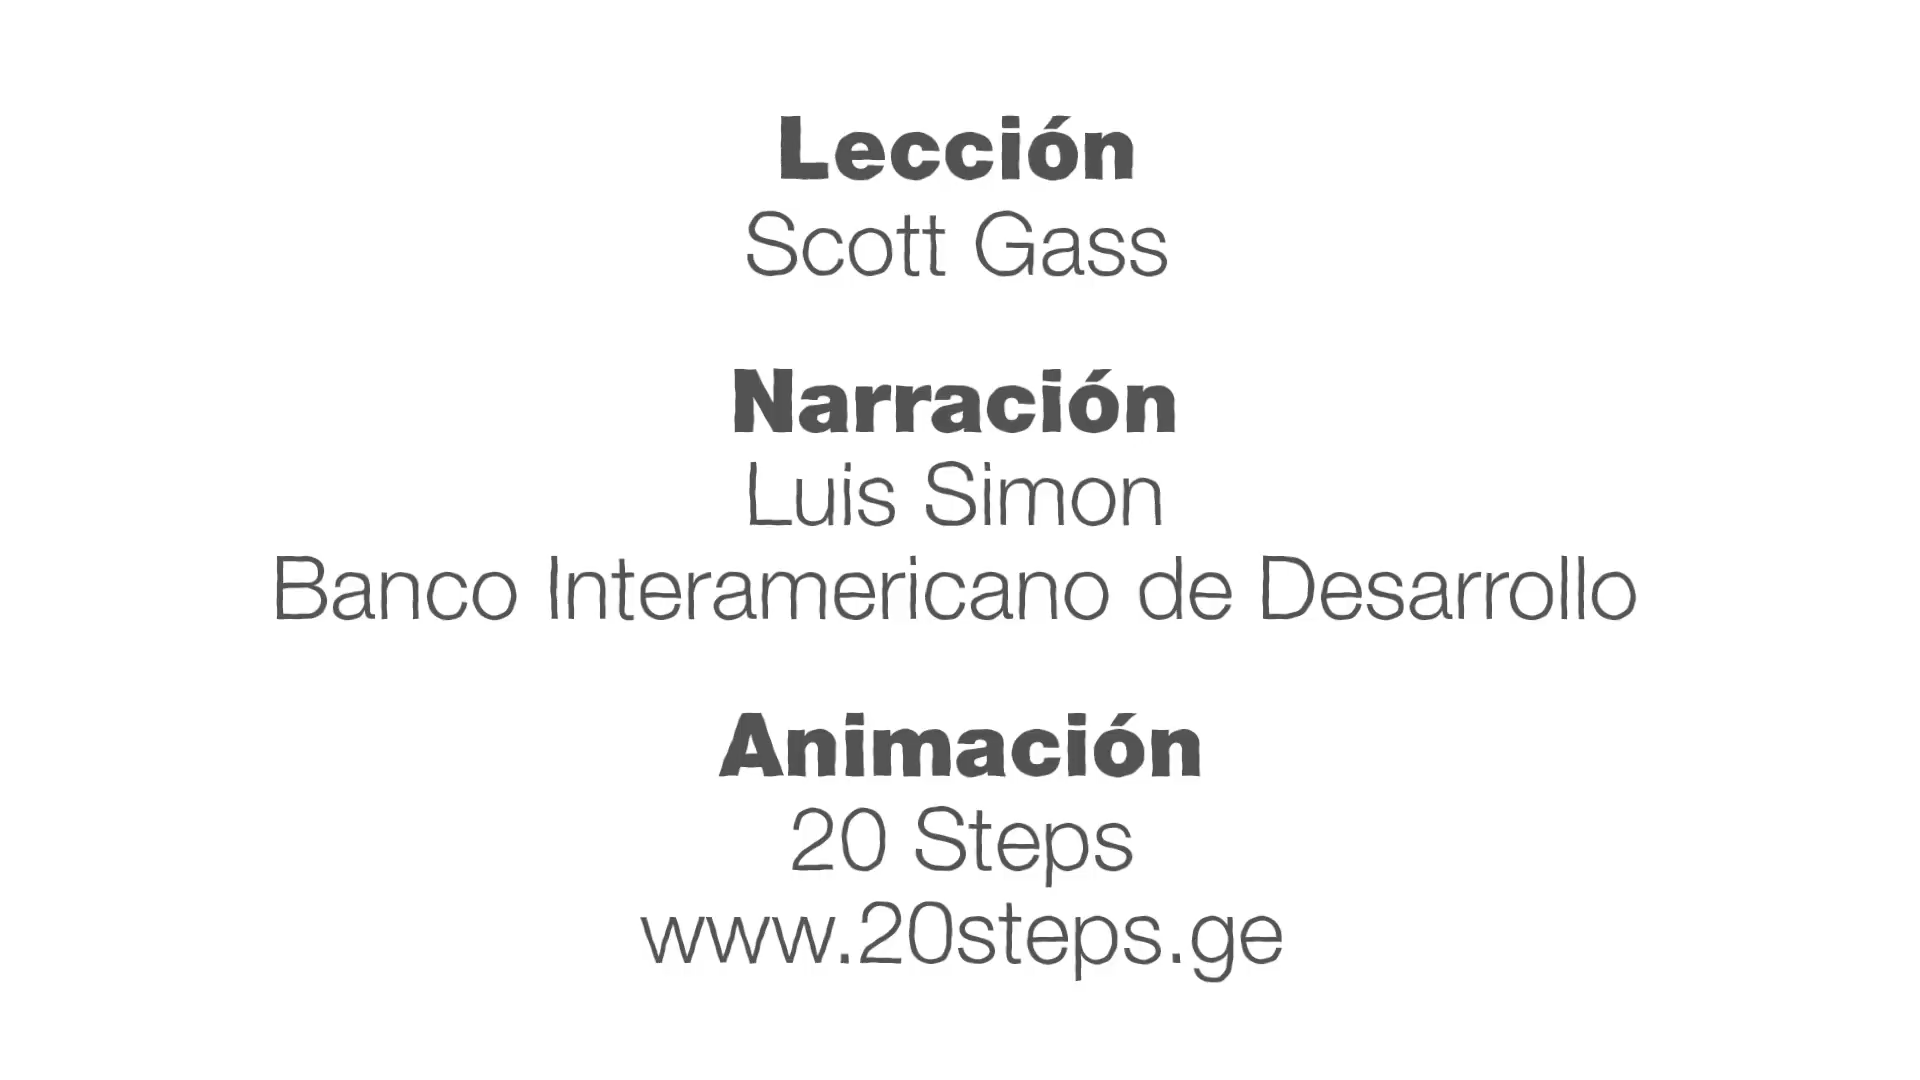 Lección
Scott Gass
Narración
Luis Simon
Banco Interamericano de Desarrollo
Animación
20 Steps
www.20steps.ge